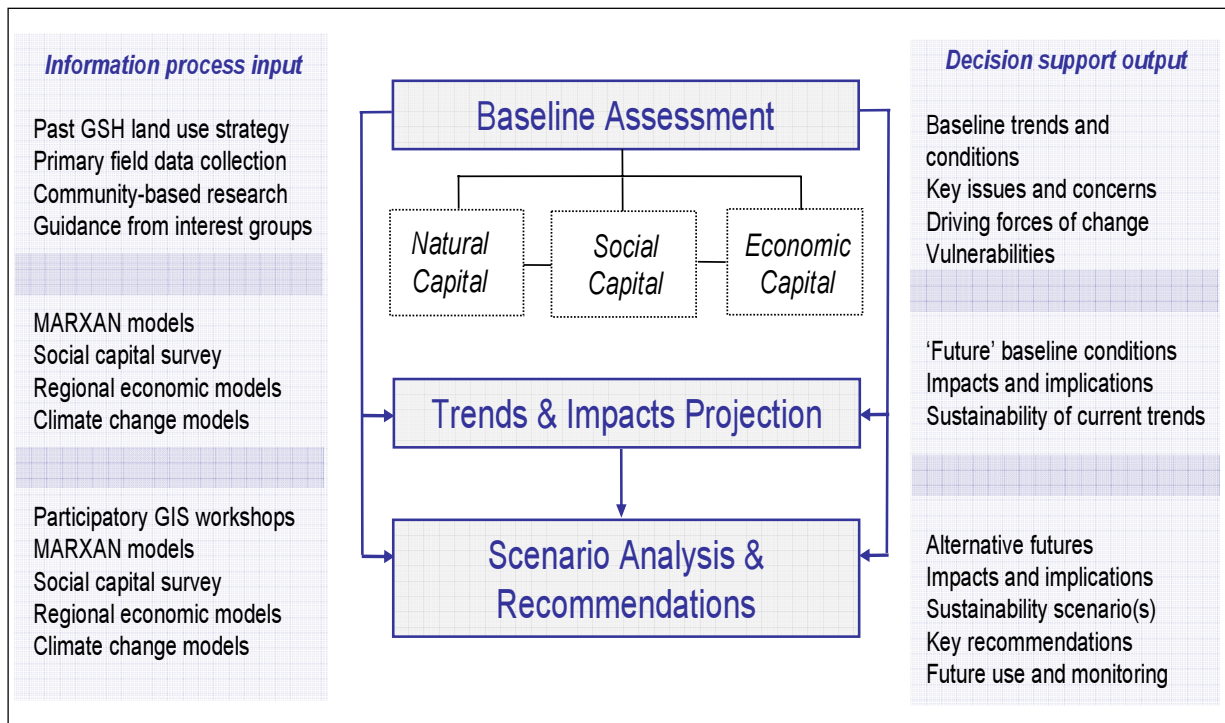 Information process input
Past GSH land use strategy
Primary field data collection
Community-based research
Guidance from interest groups
MARXAN models
Social capital survey
Regional economic models
Climate change models
Participatory GIS workshops
MARXAN models
Social capital survey
Regional economic models
Climate change models
Baseline Assessment
Natural
Capital
Social
Capital
Economic
Capital
Trends & Impacts Projection
Scenario Analysis &
Recommendations
Decision support output
Baseline trends and
conditions
Key issues and concerns
Driving forces of change
Vulnerabilities
‘Future’ baseline conditions
Impacts and implications
Sustainability of current trends
Alternative futures
Impacts and implications
Sustainability scenario(s)
Key recommendations
Future use and monitoring